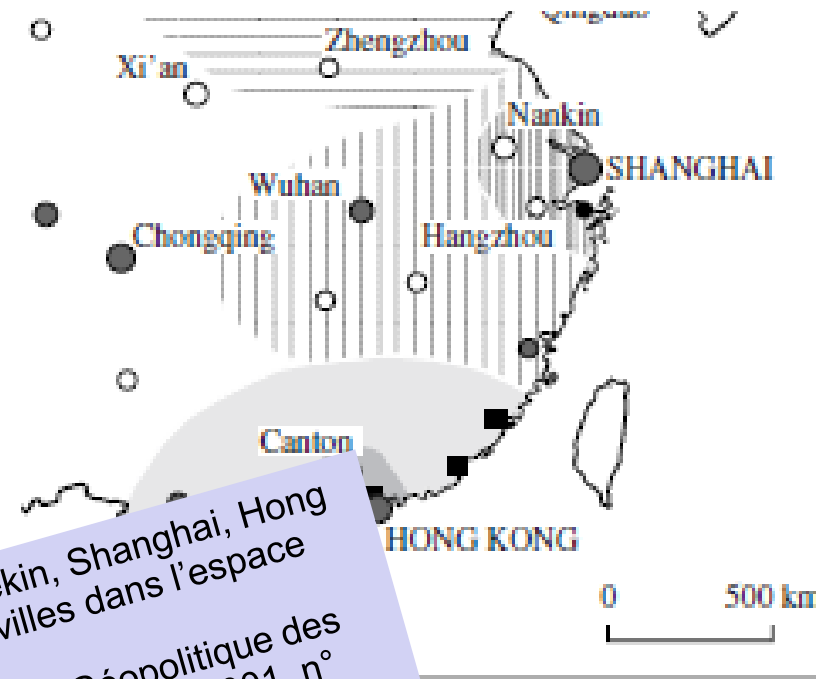 Zhengzhou
Xi'an
Nankin
SHANGHAI
Wuhan
Chongqing
Hangzhou
Canton
HONG KONG
0 500 km
Shanghai, Hong
villes dans l'espace
Géopolitique des
n°